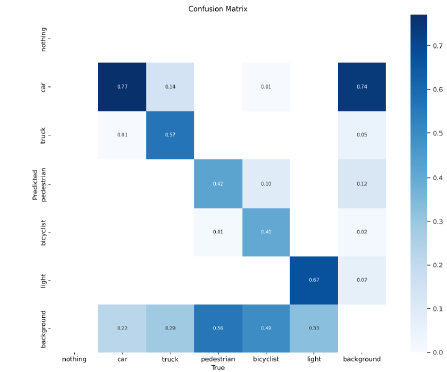 Confusion Matrix
nothing
car 0.77 0.14 0.01 0.74
truck 0.01 0.57 0.05
pedestrian 0.42 0.10 0.12
bicyclist 0.01 0.40 0.02
light 0.67 0.07
background 0.22 0.29 0.56 0.49 0.33
nothing car truck pedestrian bicyclist light background
True
Predicted
0.7
0.6
0.5
0.4
0.3
0.2
0.1
0.0